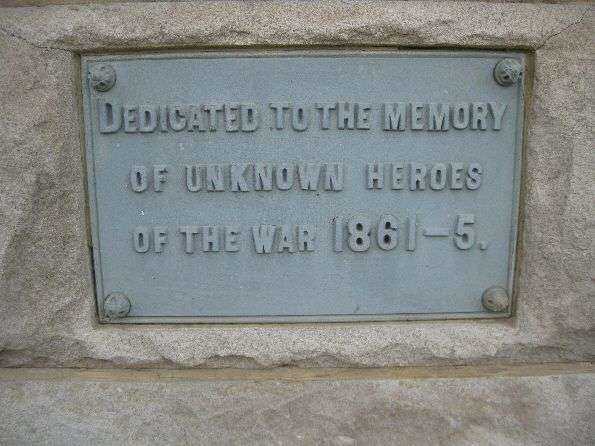 DEDICATED TO THE MEMORY
OF UNKNOWN HEROES
OF THE WAR 1861-5.